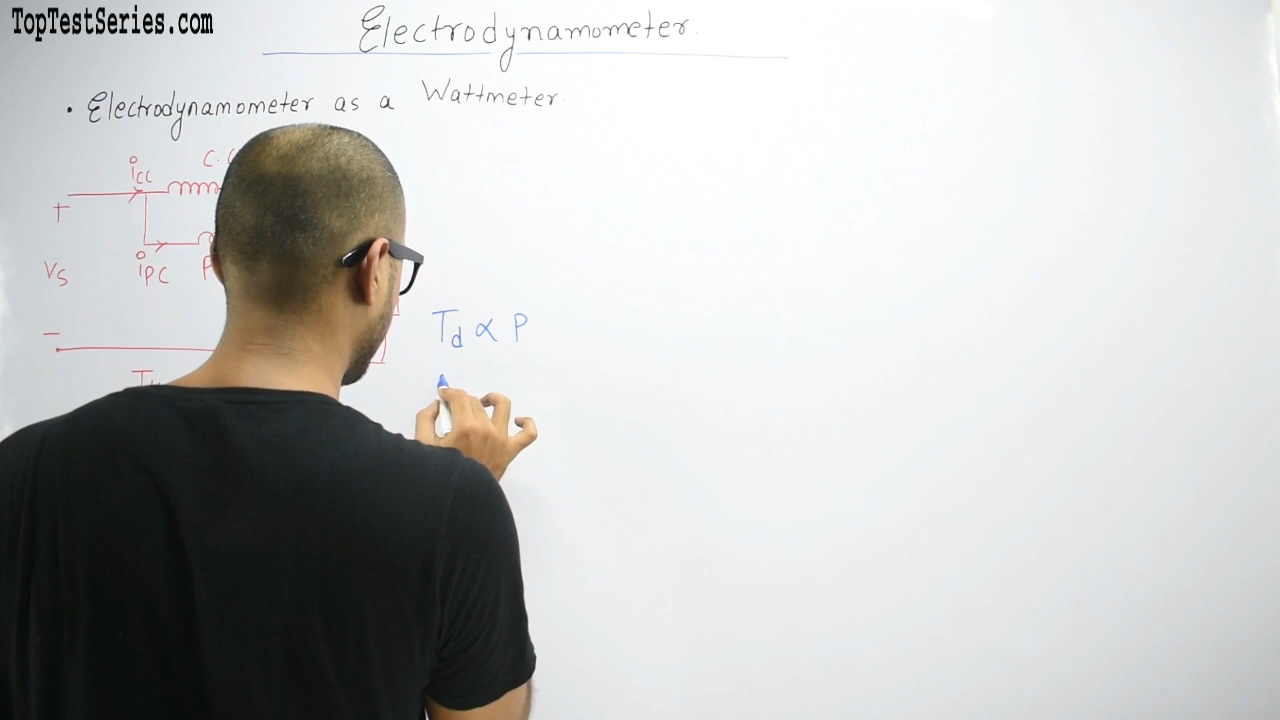 TopTestSeries.com
Electrodynamometer
• Electrodynamometer as a Wattmeter.
iCC
C.
+
VS
iPC
P
−
Td ∝ P
T